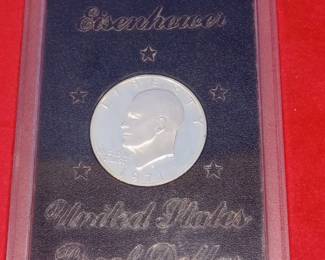 Eisenhower
LIBERTY
United States
Proof Dollar